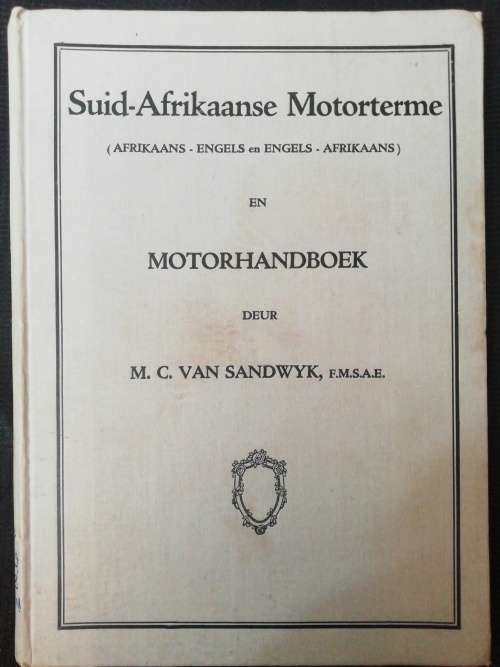 Suid-Afrikaanse Motorterme
(AFRIKAANS - ENGELS en ENGELS - AFRIKAANS)
EN
MOTORHANDBOEK
DEUR
M. C. VAN SANDWYK, F.M.S.A.E.